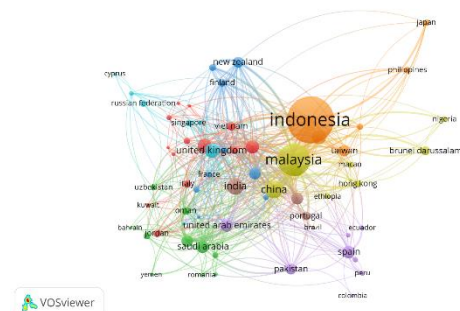 japan
new zealand
philippines
cyprus
finland
russian federation
indonesia
singapore
vietnam
nigeria
united kingdom
malaysia
taiwan
brunei darussalam
macao
france
uzbekistan
italy
india
china
hong kong
kuwait
ethiopia
oman
portugal
bahrain
jordan
united arab emirates
brazil
ecuador
saudi arabia
spain
pakistan
yemen
romania
peru
colombia
VOSviewer